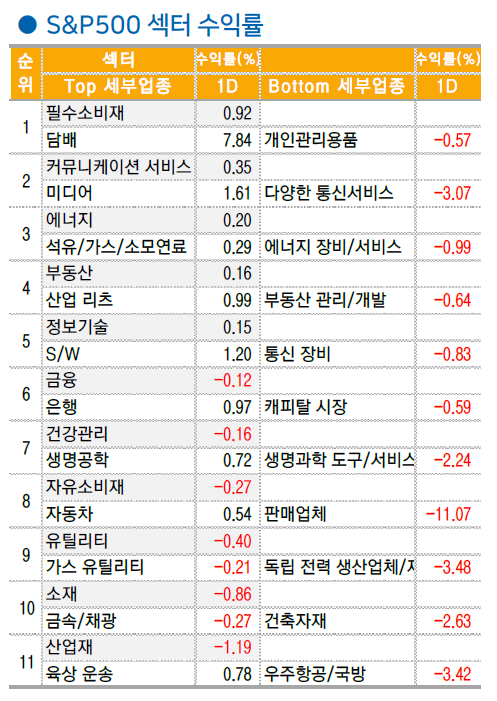 ● S&P500 섹터 수익률
순위 섹터 수익률(%) 수익률(%)
Top 세부업종 1D Bottom 세부업종 1D
1 필수소비재 0.92
담배 7.84 개인관리용품 -0.57
2 커뮤니케이션 서비스 0.35
미디어 1.61 다양한 통신서비스 -3.07
3 에너지 0.20
석유/가스/소모연료 0.29 에너지 장비/서비스 -0.99
4 부동산 0.16
산업 리츠 0.99 부동산 관리/개발 -0.64
5 정보기술 0.15
S/W 1.20 통신 장비 -0.83
6 금융 -0.12
은행 0.97 캐피탈 시장 -0.59
7 건강관리 -0.16
생명공학 0.72 생명과학 도구/서비스 -2.24
8 자유소비재 -0.27
자동차 0.54 판매업체 -11.07
9 유틸리티 -0.40
가스 유틸리티 -0.21 독립 전력 생산업체/ -3.48
10 소재 -0.86
금속/채광 -0.27 건축자재 -2.63
11 산업재 -1.19
육상 운송 0.78 우주항공/국방 -3.42